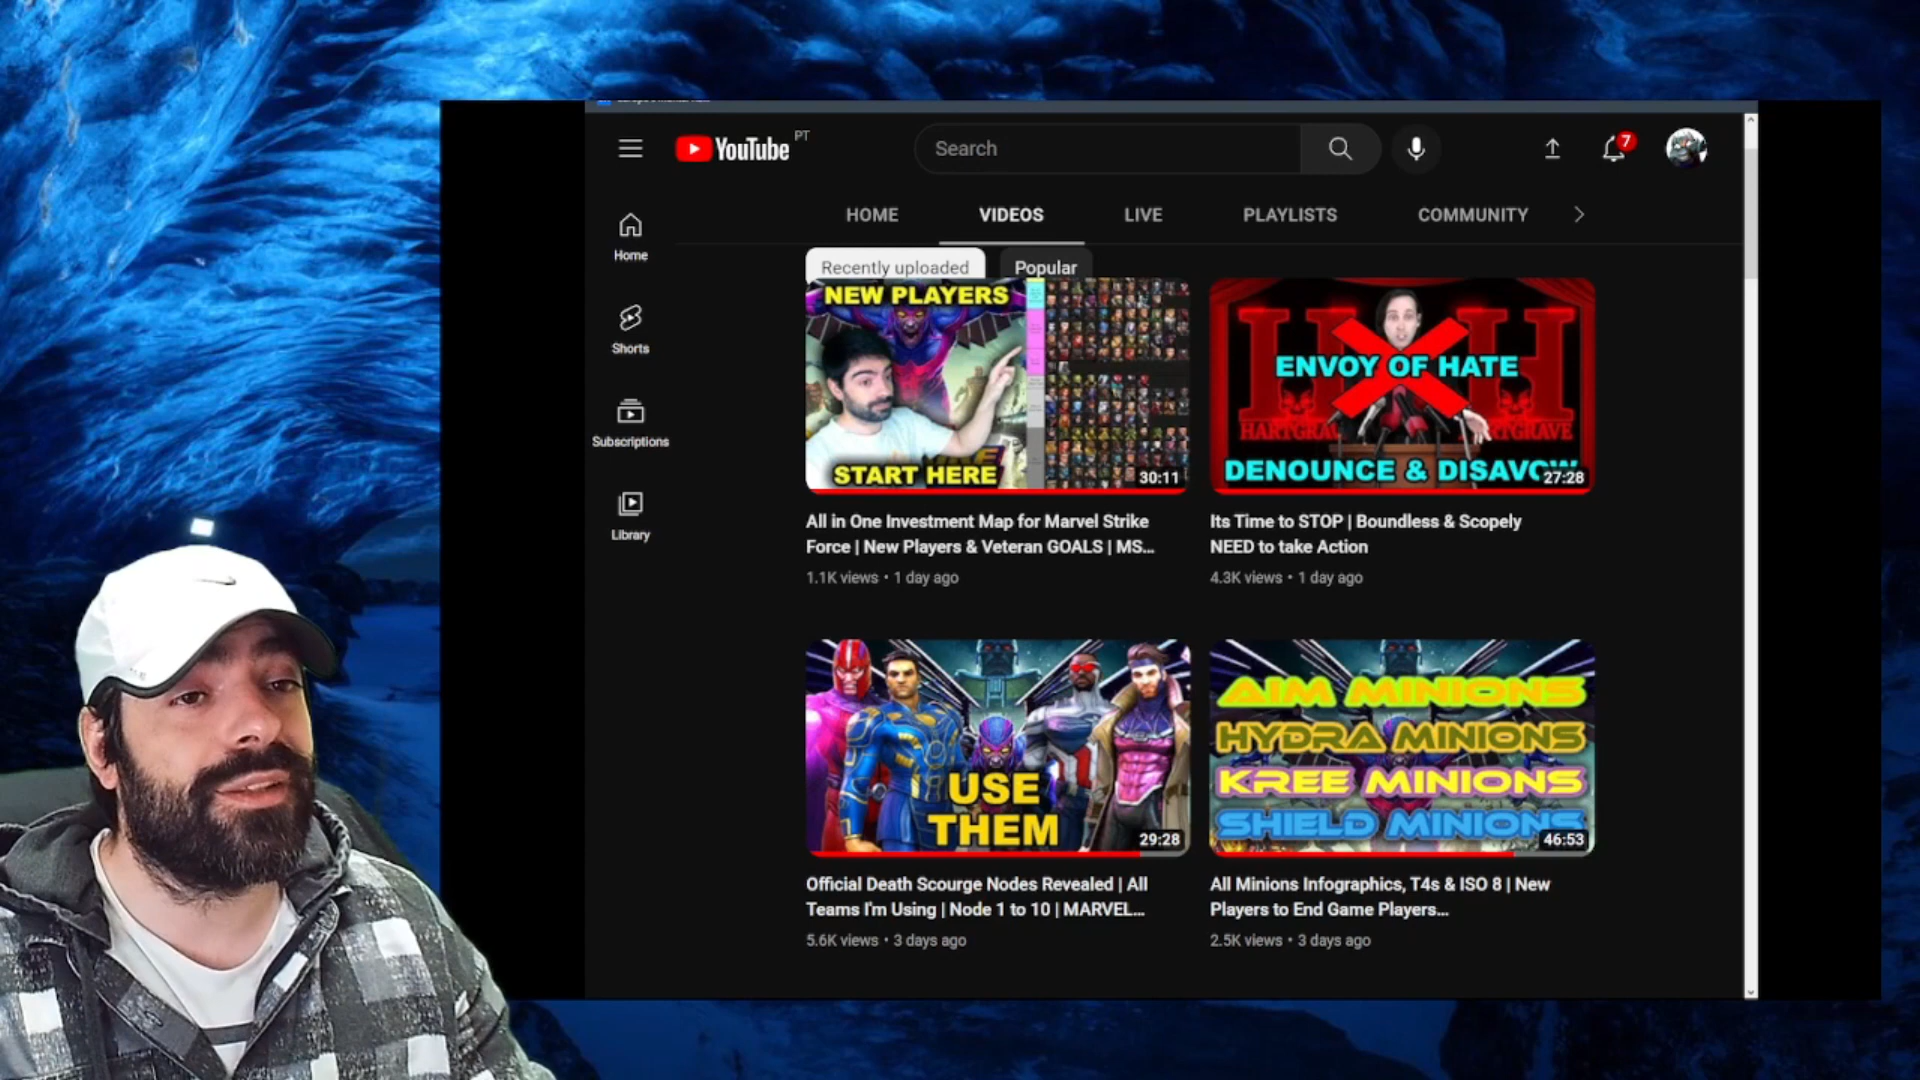 YouTube PT
Search
7
HOME
VIDEOS
LIVE
PLAYLISTS
COMMUNITY
Home
Shorts
Subscriptions
Library
Recently uploaded
Popular
NEW PLAYERS
START HERE
30:11
All in One Investment Map for Marvel Strike
Force | New Players & Veteran GOALS | MS...
1.1K views • 1 day ago
ENVOY OF HATE
DENOUNCE & DISAVOW
27:28
Its Time to STOP | Boundless & Scopely
NEED to take Action
4.3K views • 1 day ago
USE
THEM
29:28
Official Death Scourge Nodes Revealed | All
Teams I'm Using | Node 1 to 10 | MARVEL...
5.6K views • 3 days ago
AIM MINIONS
HYDRA MINIONS
KREE MINIONS
SHIELD MINIONS
46:53
All Minions Infographics, T4s & ISO 8 | New
Players to End Game Players...
2.5K views • 3 days ago